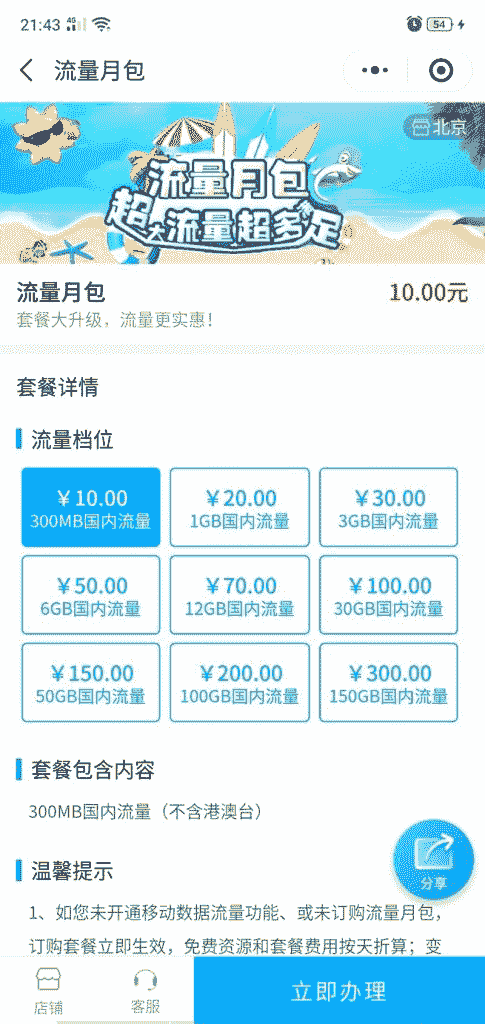 21:43 4G 54
流量月包
北京
流量月包
超大流量超多足
流量月包 10.00元
套餐大升级，流量更实惠！
套餐详情
流量档位
￥10.00 ￥20.00 ￥30.00
300MB国内流量 1GB国内流量 3GB国内流量
￥50.00 ￥70.00 ￥100.00
6GB国内流量 12GB国内流量 30GB国内流量
￥150.00 ￥200.00 ￥300.00
50GB国内流量 100GB国内流量 150GB国内流量
套餐包含内容
300MB国内流量（不含港澳台）
分享
温馨提示
1、如您未开通移动数据流量功能、或未订购流量月包，
订购套餐立即生效，免费资源和套餐费用按天折算；变
店铺 客服 立即办理